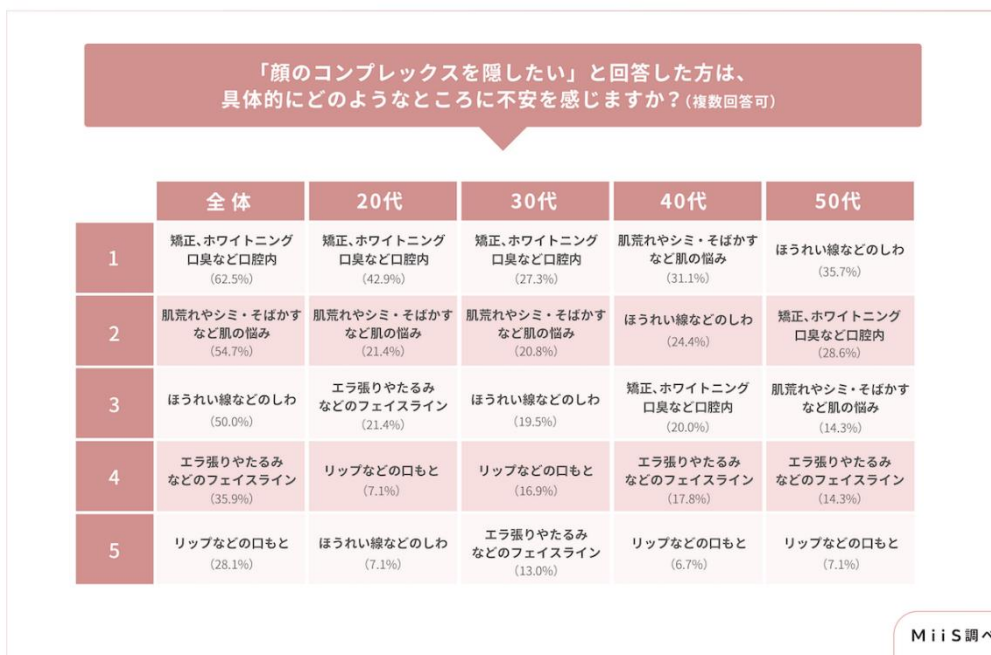 「顔のコンプレックスを隠したい」と回答した方は、
具体的にどのようなところに不安を感じますか？(複数回答可)
全体 20代 30代 40代 50代
1
矯正、ホワイトニング
口臭など口腔内
(62.5%)
矯正、ホワイトニング
口臭など口腔内
(42.9%)
矯正、ホワイトニング
口臭など口腔内
(27.3%)
肌荒れやシミ・そばかす
など肌の悩み
(31.1%)
ほうれい線などのしわ
(35.7%)
2
肌荒れやシミ・そばかす
など肌の悩み
(54.7%)
肌荒れやシミ・そばかす
など肌の悩み
(21.4%)
肌荒れやシミ・そばかす
など肌の悩み
(20.8%)
ほうれい線などのしわ
(24.4%)
矯正、ホワイトニング
口臭など口腔内
(28.6%)
3
ほうれい線などのしわ
(50.0%)
エラ張りやたるみ
などのフェイスライン
(21.4%)
ほうれい線などのしわ
(19.5%)
矯正、ホワイトニング
口臭など口腔内
(20.0%)
肌荒れやシミ・そばかす
など肌の悩み
(14.3%)
4
エラ張りやたるみ
などのフェイスライン
(35.9%)
リップなどの口もと
(7.1%)
リップなどの口もと
(16.9%)
エラ張りやたるみ
などのフェイスライン
(17.8%)
エラ張りやたるみ
などのフェイスライン
(14.3%)
5
リップなどの口もと
(28.1%)
ほうれい線などのしわ
(7.1%)
エラ張りやたるみ
などのフェイスライン
(13.0%)
リップなどの口もと
(6.7%)
リップなどの口もと
(7.1%)
MiiS調べ